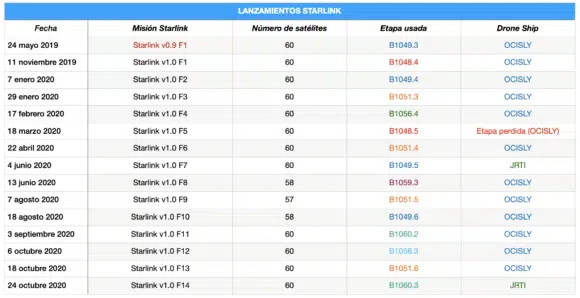 LANZAMIENTOS STARLINK
Fecha Misión Starlink Número de satélites Etapa usada Drone Ship
24 mayo 2019 Starlink v0.9 F1 60 B1049.3 OCISLY
11 noviembre 2019 Starlink v1.0 F1 60 B1048.4 OCISLY
7 enero 2020 Starlink v1.0 F2 60 B1049.4 OCISLY
29 enero 2020 Starlink v1.0 F3 60 B1051.3 OCISLY
17 febrero 2020 Starlink v1.0 F4 60 B1056.4 OCISLY
18 marzo 2020 Starlink v1.0 F5 60 B1048.5 Etapa perdida (OCISLY)
22 abril 2020 Starlink v1.0 F6 60 B1051.4 OCISLY
4 junio 2020 Starlink v1.0 F7 60 B1049.5 JRTI
13 junio 2020 Starlink v1.0 F8 58 B1059.3 OCISLY
7 agosto 2020 Starlink v1.0 F9 57 B1051.5 OCISLY
18 agosto 2020 Starlink v1.0 F10 58 B1049.6 OCISLY
3 septiembre 2020 Starlink v1.0 F11 60 B1060.2 OCISLY
6 octubre 2020 Starlink v1.0 F12 60 B1058.3 OCISLY
18 octubre 2020 Starlink v1.0 F13 60 B1051.6 OCISLY
24 octubre 2020 Starlink v1.0 F14 60 B1060.3 JRTI